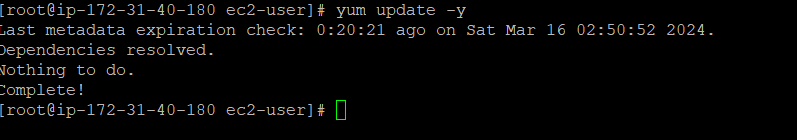 [root@ip-172-31-40-180 ec2-user]# yum update -y
Last metadata expiration check: 0:20:21 ago on Sat Mar 16 02:50:52 2024.
Dependencies resolved.
Nothing to do.
Complete!
[root@ip-172-31-40-180 ec2-user]#